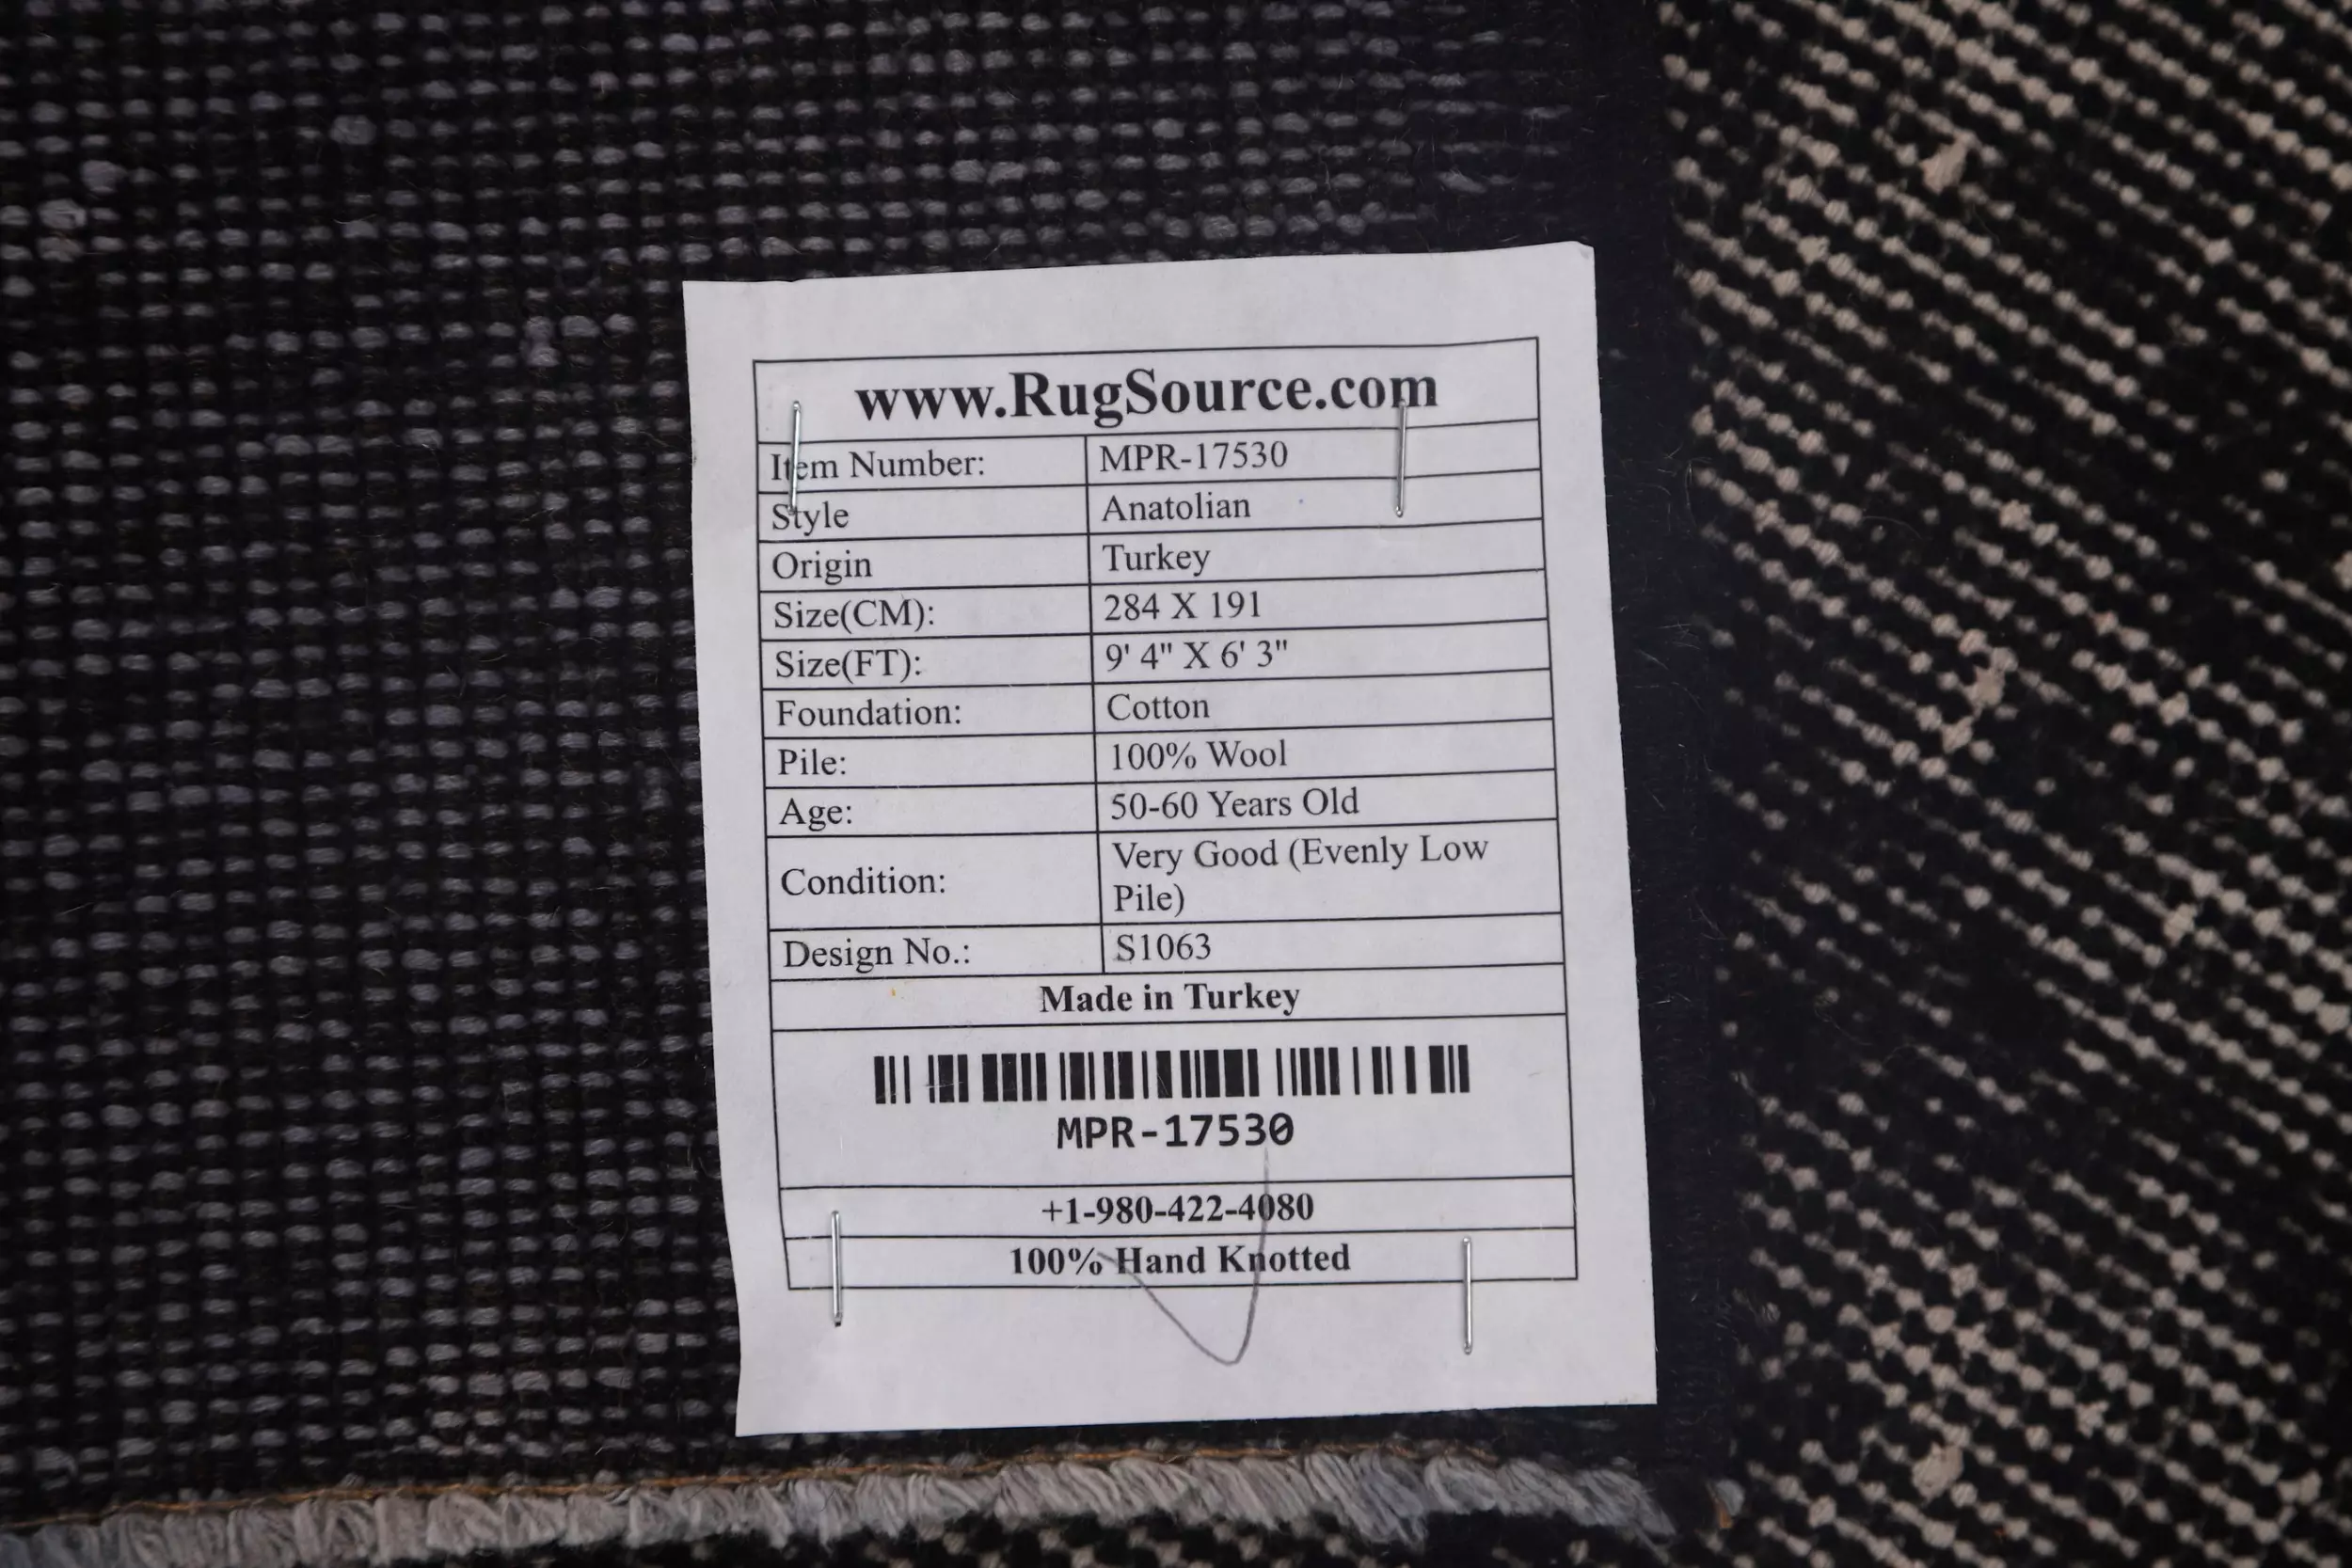 www.RugSource.com
Item Number: MPR-17530
Style Anatolian
Origin Turkey
Size(CM): 284 X 191
Size(FT): 9' 4" X 6' 3"
Foundation: Cotton
Pile: 100% Wool
Age: 50-60 Years Old
Condition: Very Good (Evenly Low
Pile)
Design No.: S1063
Made in Turkey
MPR-17530
+1-980-422-4080
100% Hand Knotted